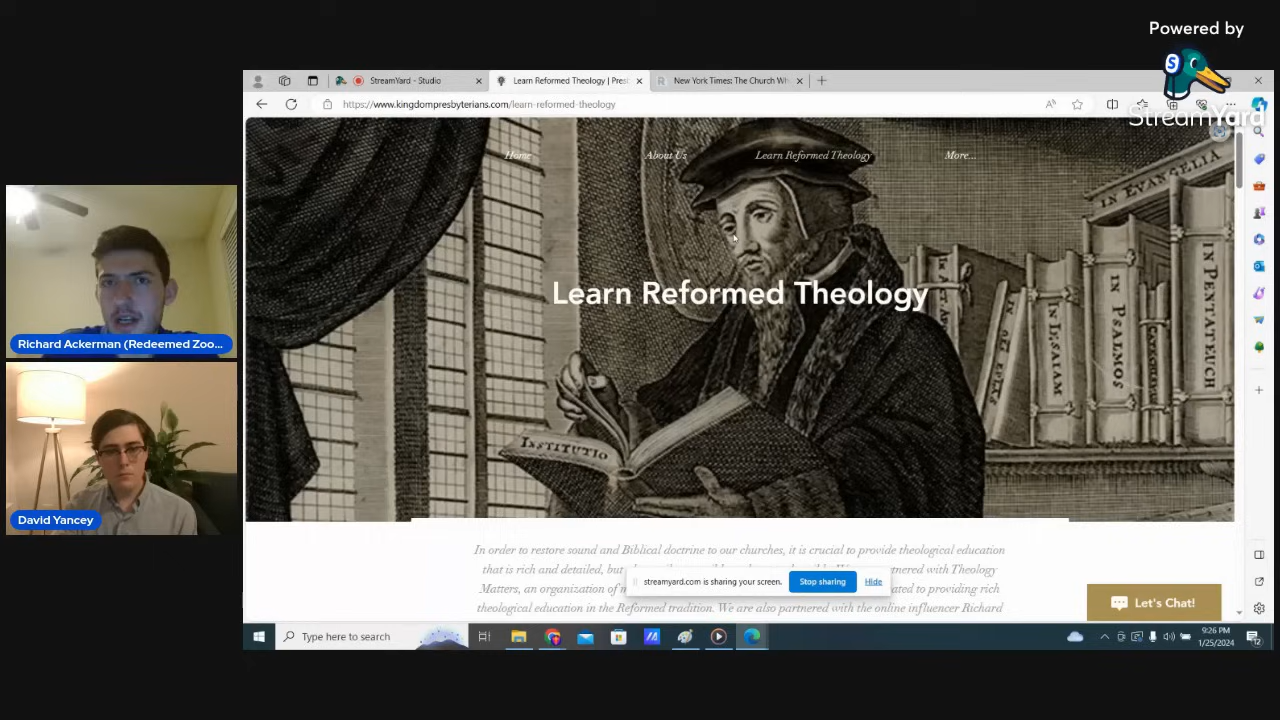 Powered by
StreamYard
StreamYard - Studio
Learn Reformed Theology | Pres
New York Times: The Church Wh
https://www.kingdompresbyterians.com/learn-reformed-theology
Home
About Us
Learn Reformed Theology
More...
IN EVANGELIA
IN PSALMOS
IN PENTATEUCH
IN IESAIAM
Learn Reformed Theology
INSTITUTIO
Richard Ackerman (Redeemed Zoo...
David Yancey
In order to restore sound and Biblical doctrine to our churches, it is crucial to provide theological education
that is rich and detailed, but
rtnered with Theology
Matters, an organization of
ated to providing rich
theological education in the Reformed tradition. We are also partnered with the online influencer Richard
streamyard.com is sharing your screen.
Stop sharing
Hide
Let's Chat!
Type here to search
9:26 PM
1/25/2024